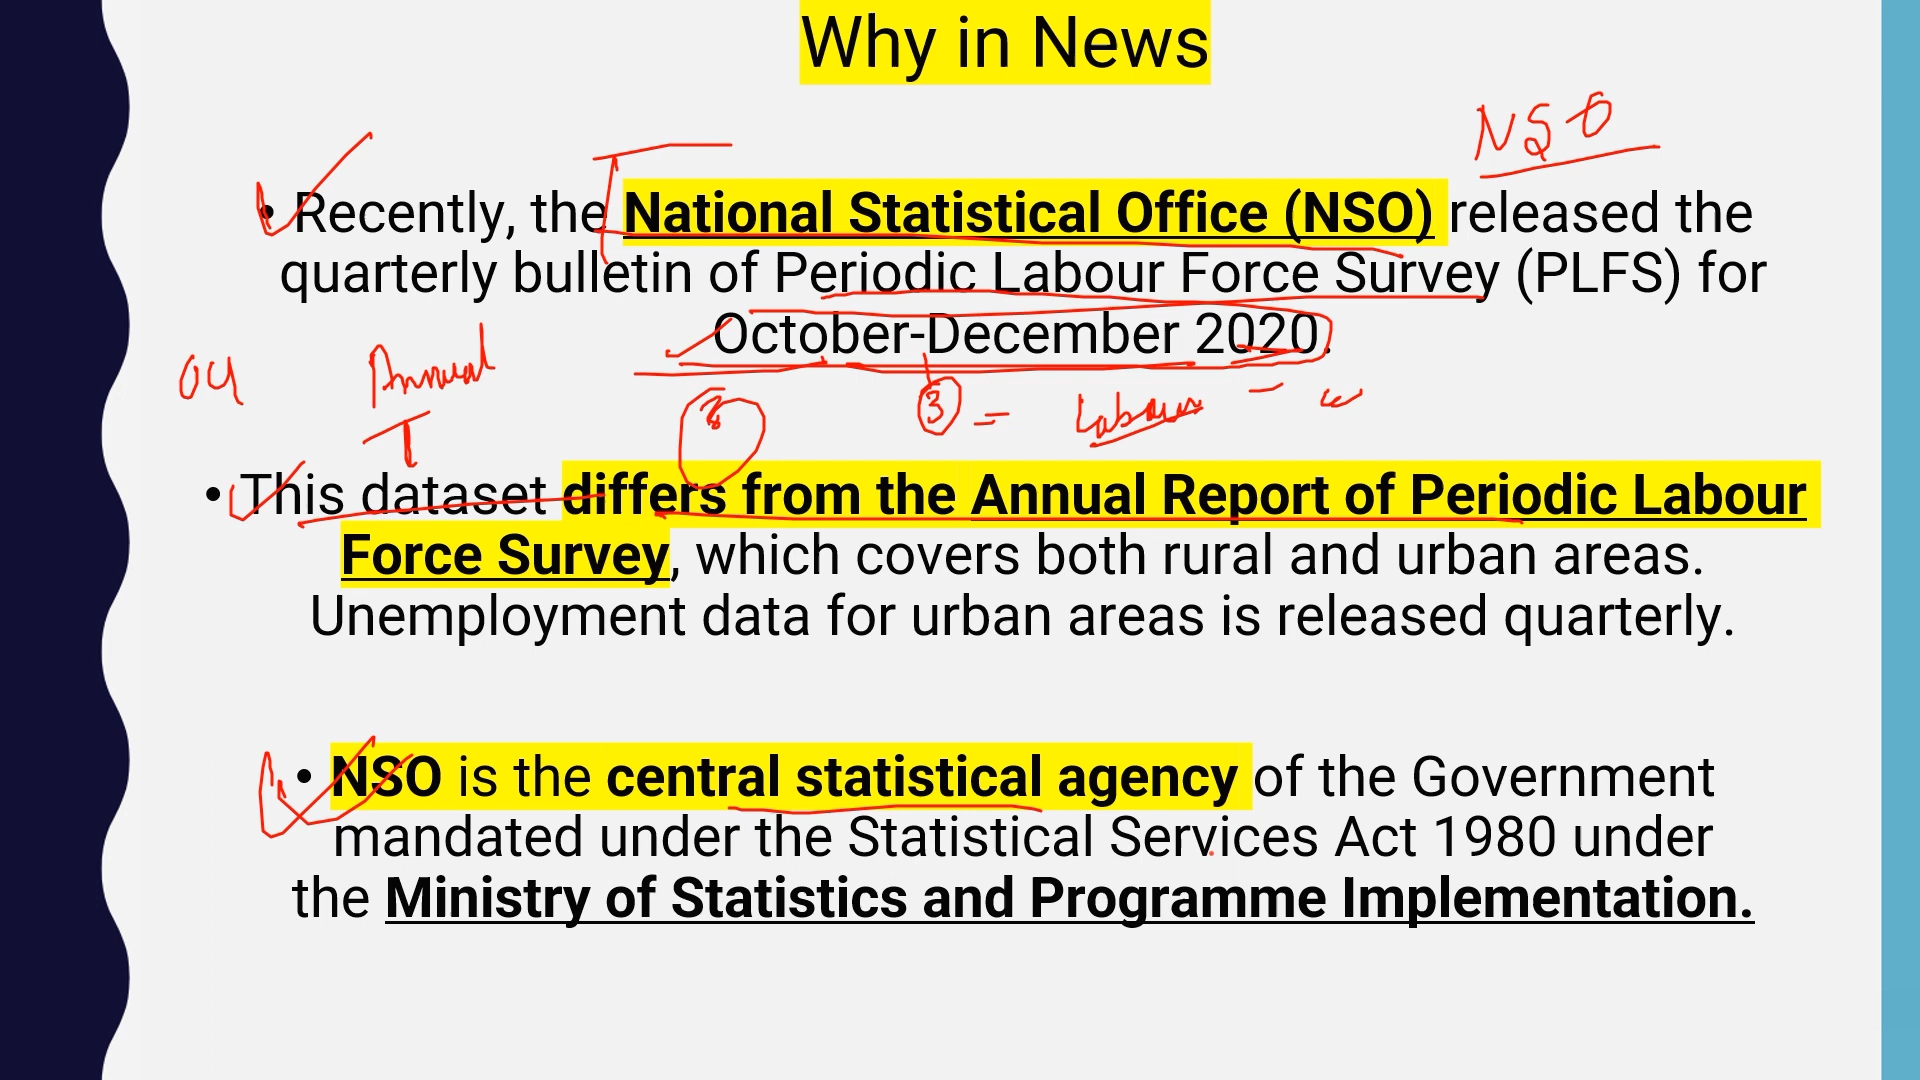 Why in News
NSO
• Recently, the National Statistical Office (NSO) released the
quarterly bulletin of Periodic Labour Force Survey (PLFS) for
October-December 2020.
Annual
3
3 = Labour =
• This dataset differs from the Annual Report of Periodic Labour
Force Survey, which covers both rural and urban areas.
Unemployment data for urban areas is released quarterly.
• NSO is the central statistical agency of the Government
mandated under the Statistical Services Act 1980 under
the Ministry of Statistics and Programme Implementation.